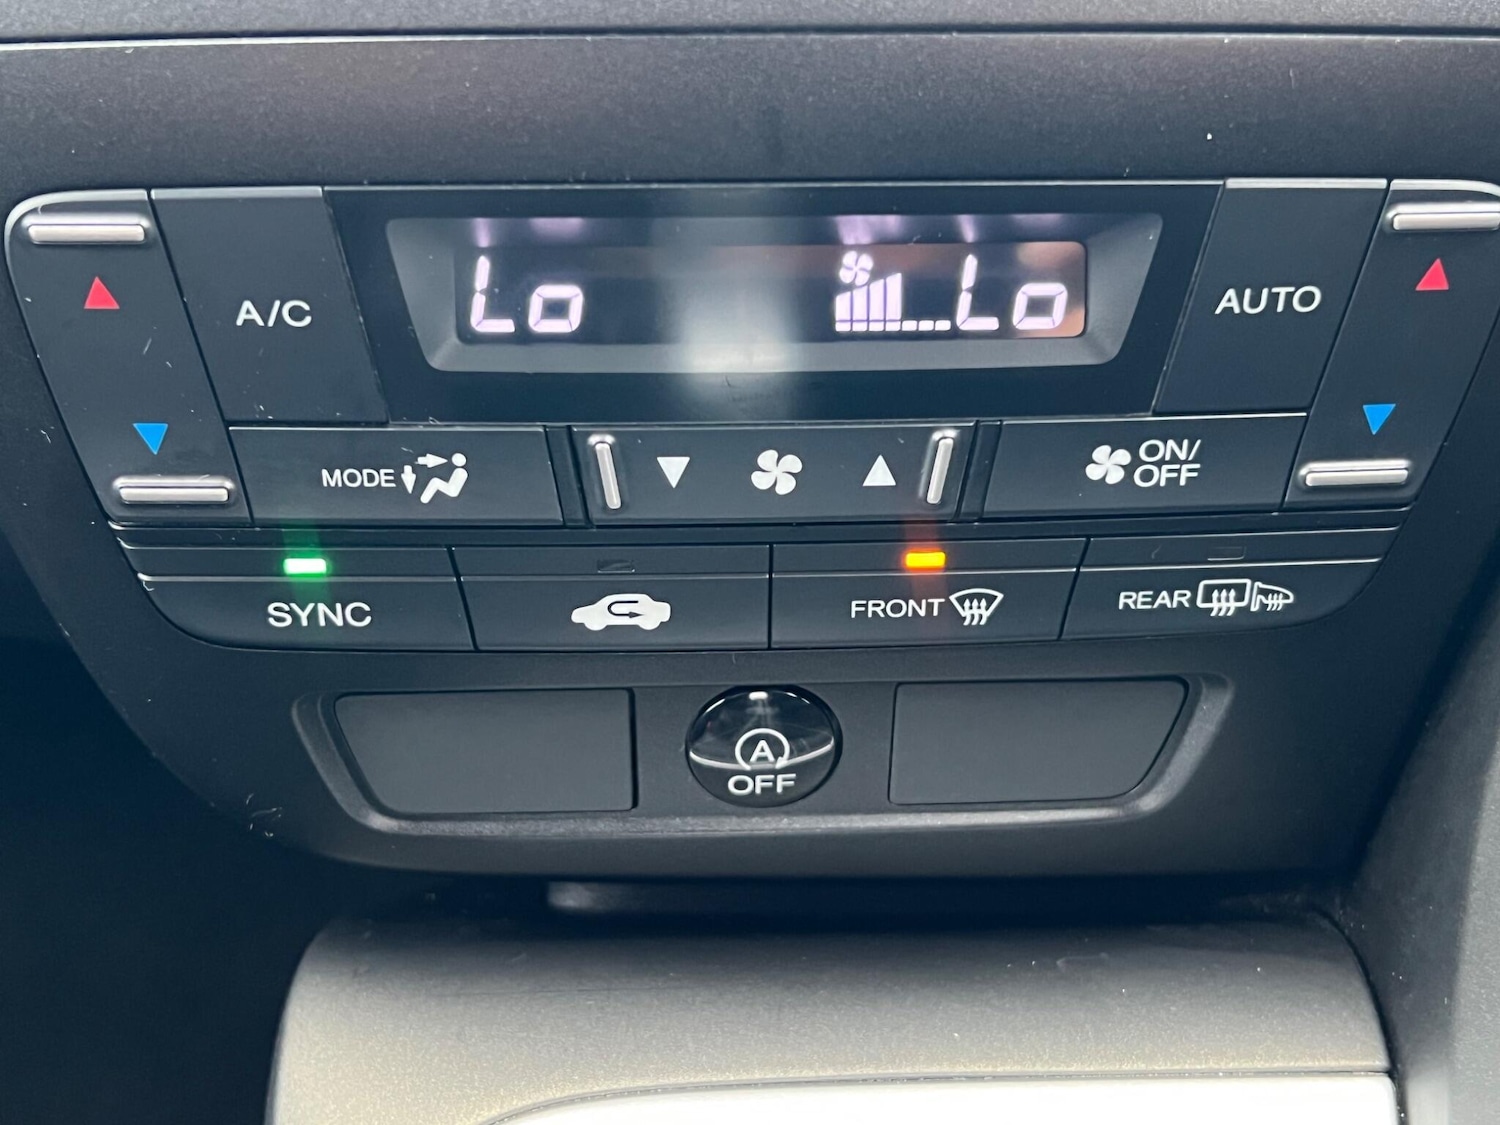 A/C
Lo
Lo
AUTO
MODE
ON/
OFF
SYNC
FRONT
REAR
A
OFF